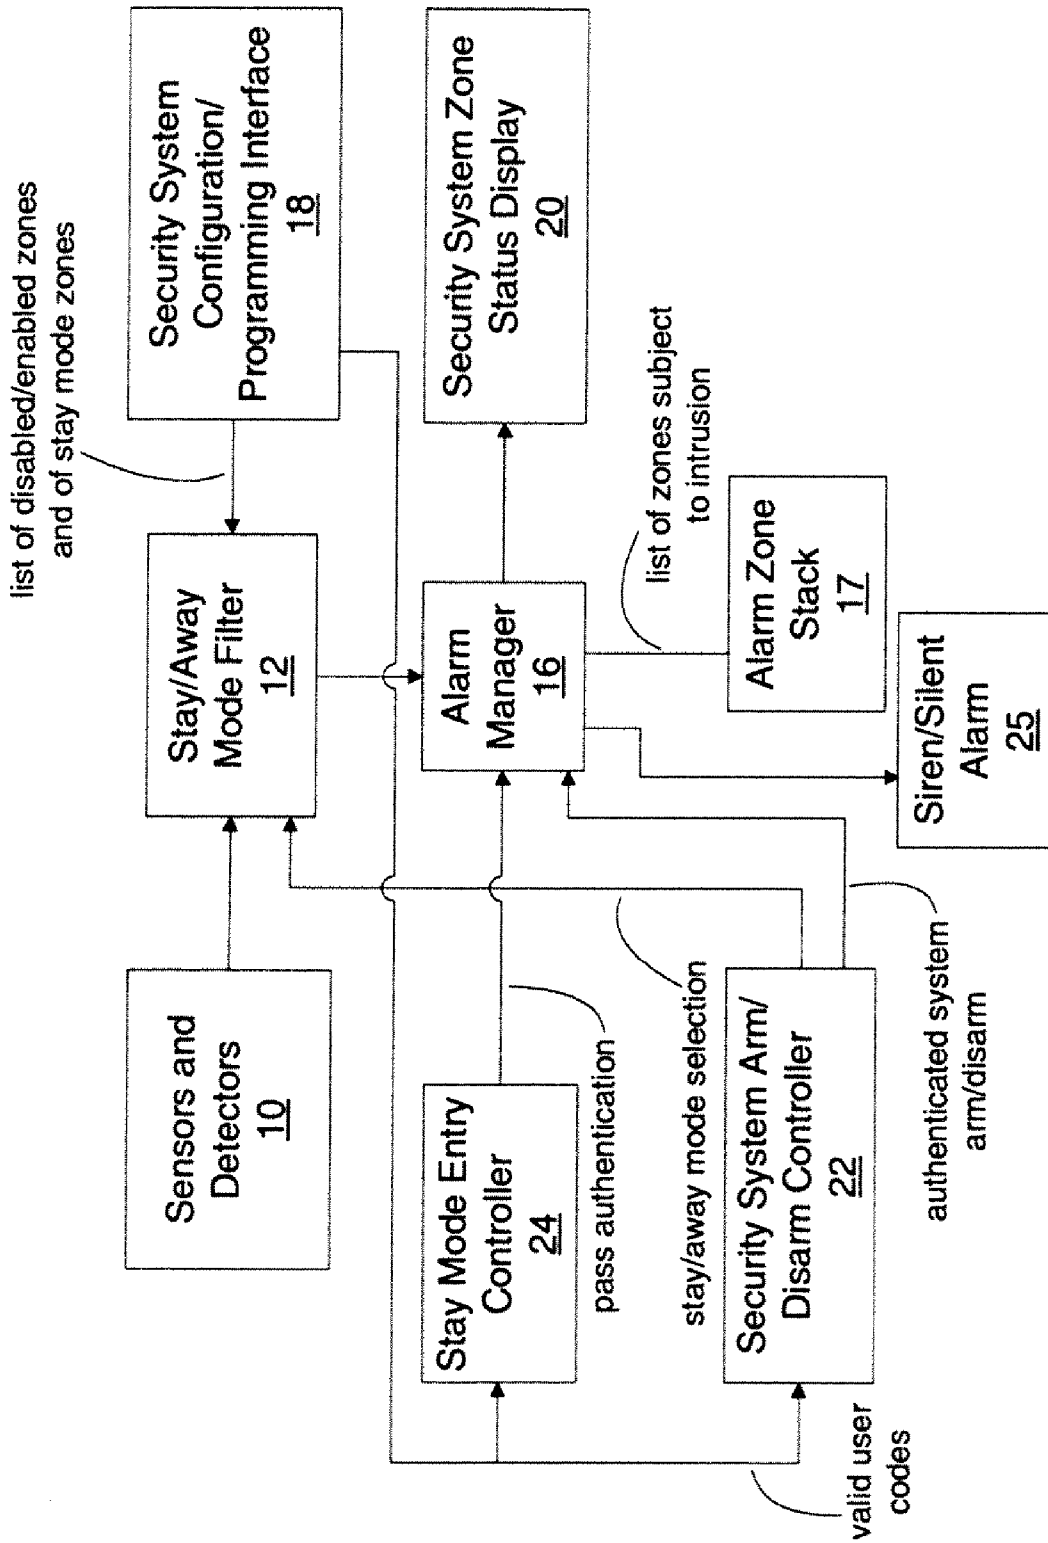 list of disabled/enabled zones
and of stay mode zones
Sensors and
Detectors
10
Stay/Away
Mode Filter
12
Security System
Configuration/
Programming Interface
18
Stay Mode Entry
Controller
24
pass authentication
Alarm
Manager
16
Security System Zone
Status Display
20
stay/away mode selection
list of zones subject
to intrusion
Security System Arm/
Disarm Controller
22
Alarm Zone
Stack
17
valid user
codes
authenticated system
arm/disarm
Siren/Silent
Alarm
25